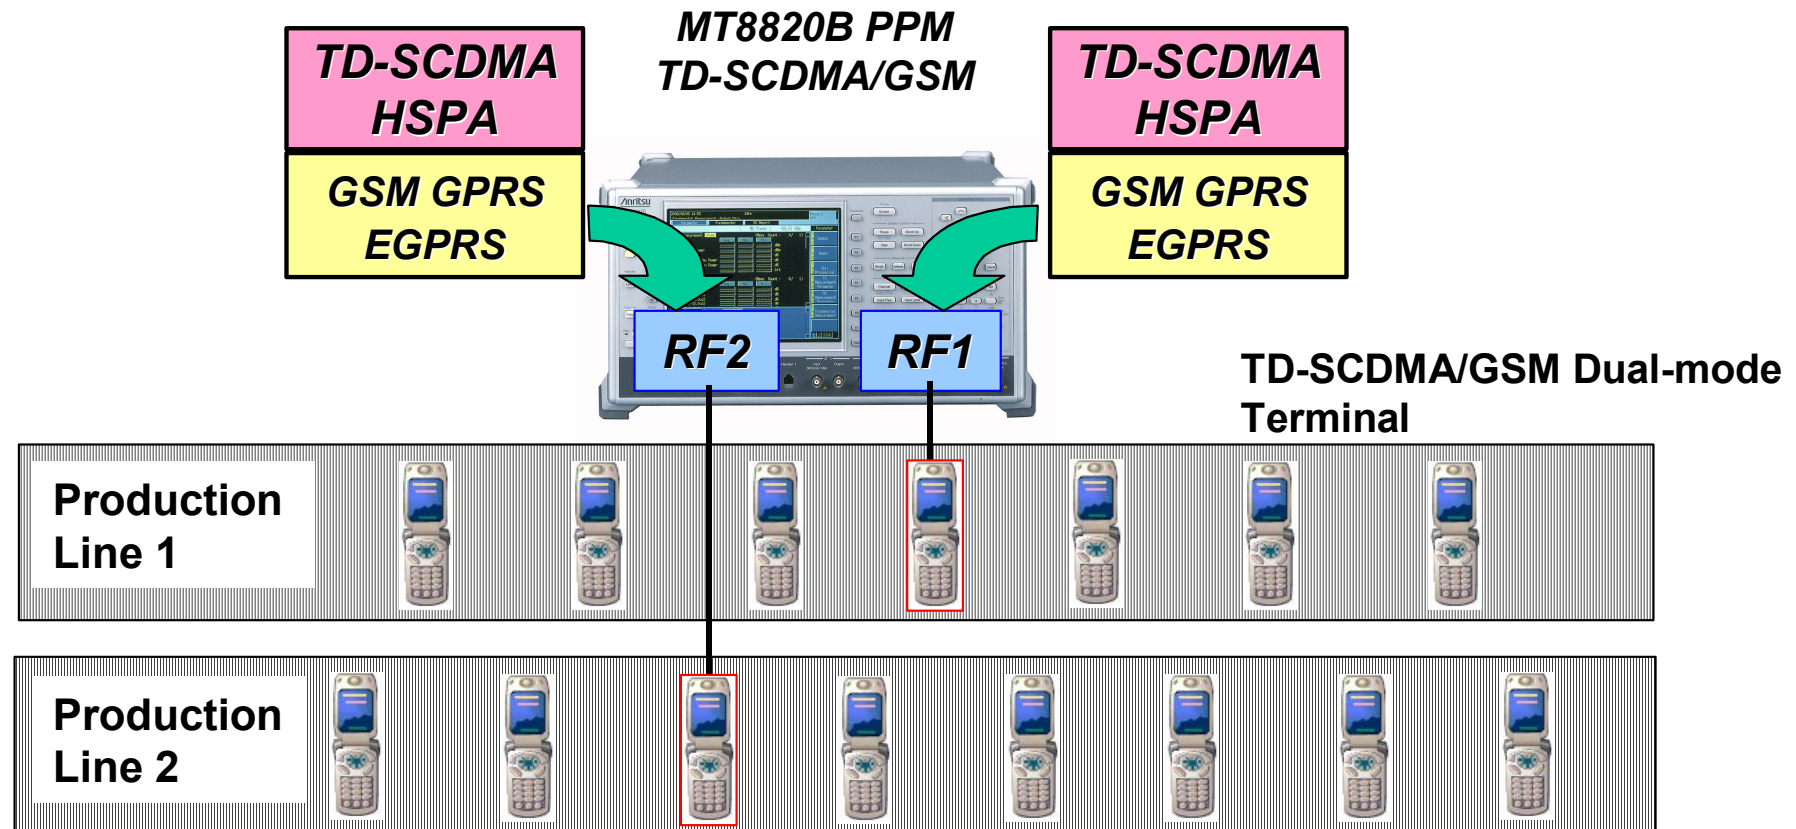 MT8820B PPM
TD-SCDMA/GSM
TD-SCDMA
HSPA
GSM GPRS
EGPRS
TD-SCDMA
HSPA
GSM GPRS
EGPRS
Anritsu
RF2
RF1
TD-SCDMA/GSM Dual-mode
Terminal
Production
Line 1
Production
Line 2